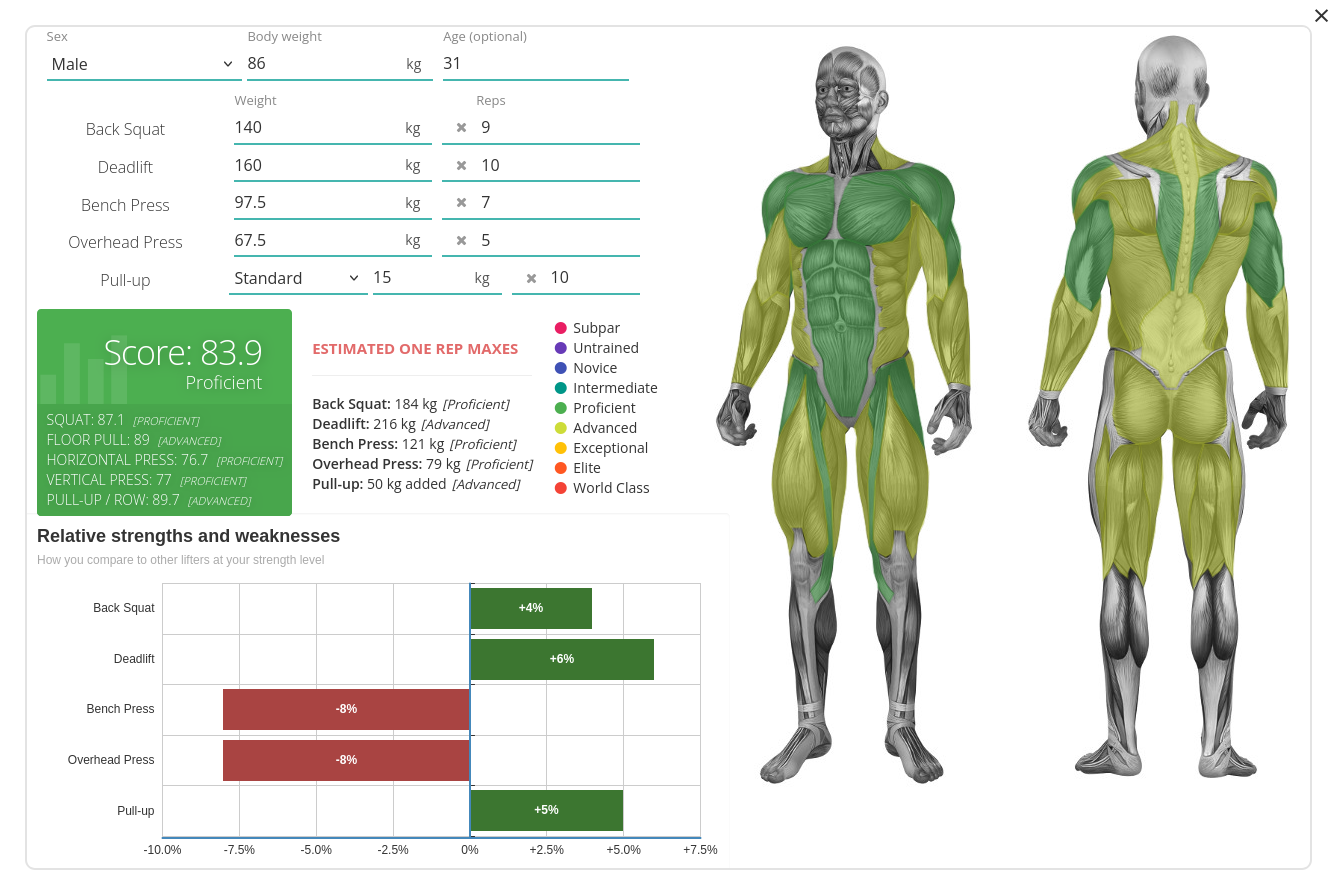 ×
Sex Body weight Age (optional)
Male 86 kg 31
Weight Reps
Back Squat 140 kg ✖ 9
Deadlift 160 kg ✖ 10
Bench Press 97.5 kg ✖ 7
Overhead Press 67.5 kg ✖ 5
Pull-up Standard 15 kg ✖ 10
Score: 83.9
Proficient
SQUAT: 87.1 [PROFICIENT]
FLOOR PULL: 89 [ADVANCED]
HORIZONTAL PRESS: 76.7 [PROFICIENT]
VERTICAL PRESS: 77 [PROFICIENT]
PULL-UP / ROW: 89.7 [ADVANCED]
ESTIMATED ONE REP MAXES
Back Squat: 184 kg [Proficient]
Deadlift: 216 kg [Advanced]
Bench Press: 121 kg [Proficient]
Overhead Press: 79 kg [Proficient]
Pull-up: 50 kg added [Advanced]
Subpar
Untrained
Novice
Intermediate
Proficient
Advanced
Exceptional
Elite
World Class
Relative strengths and weaknesses
How you compare to other lifters at your strength level
Back Squat +4%
Deadlift +6%
Bench Press -8%
Overhead Press -8%
Pull-up +5%
-10.0% -7.5% -5.0% -2.5% 0% +2.5% +5.0% +7.5%